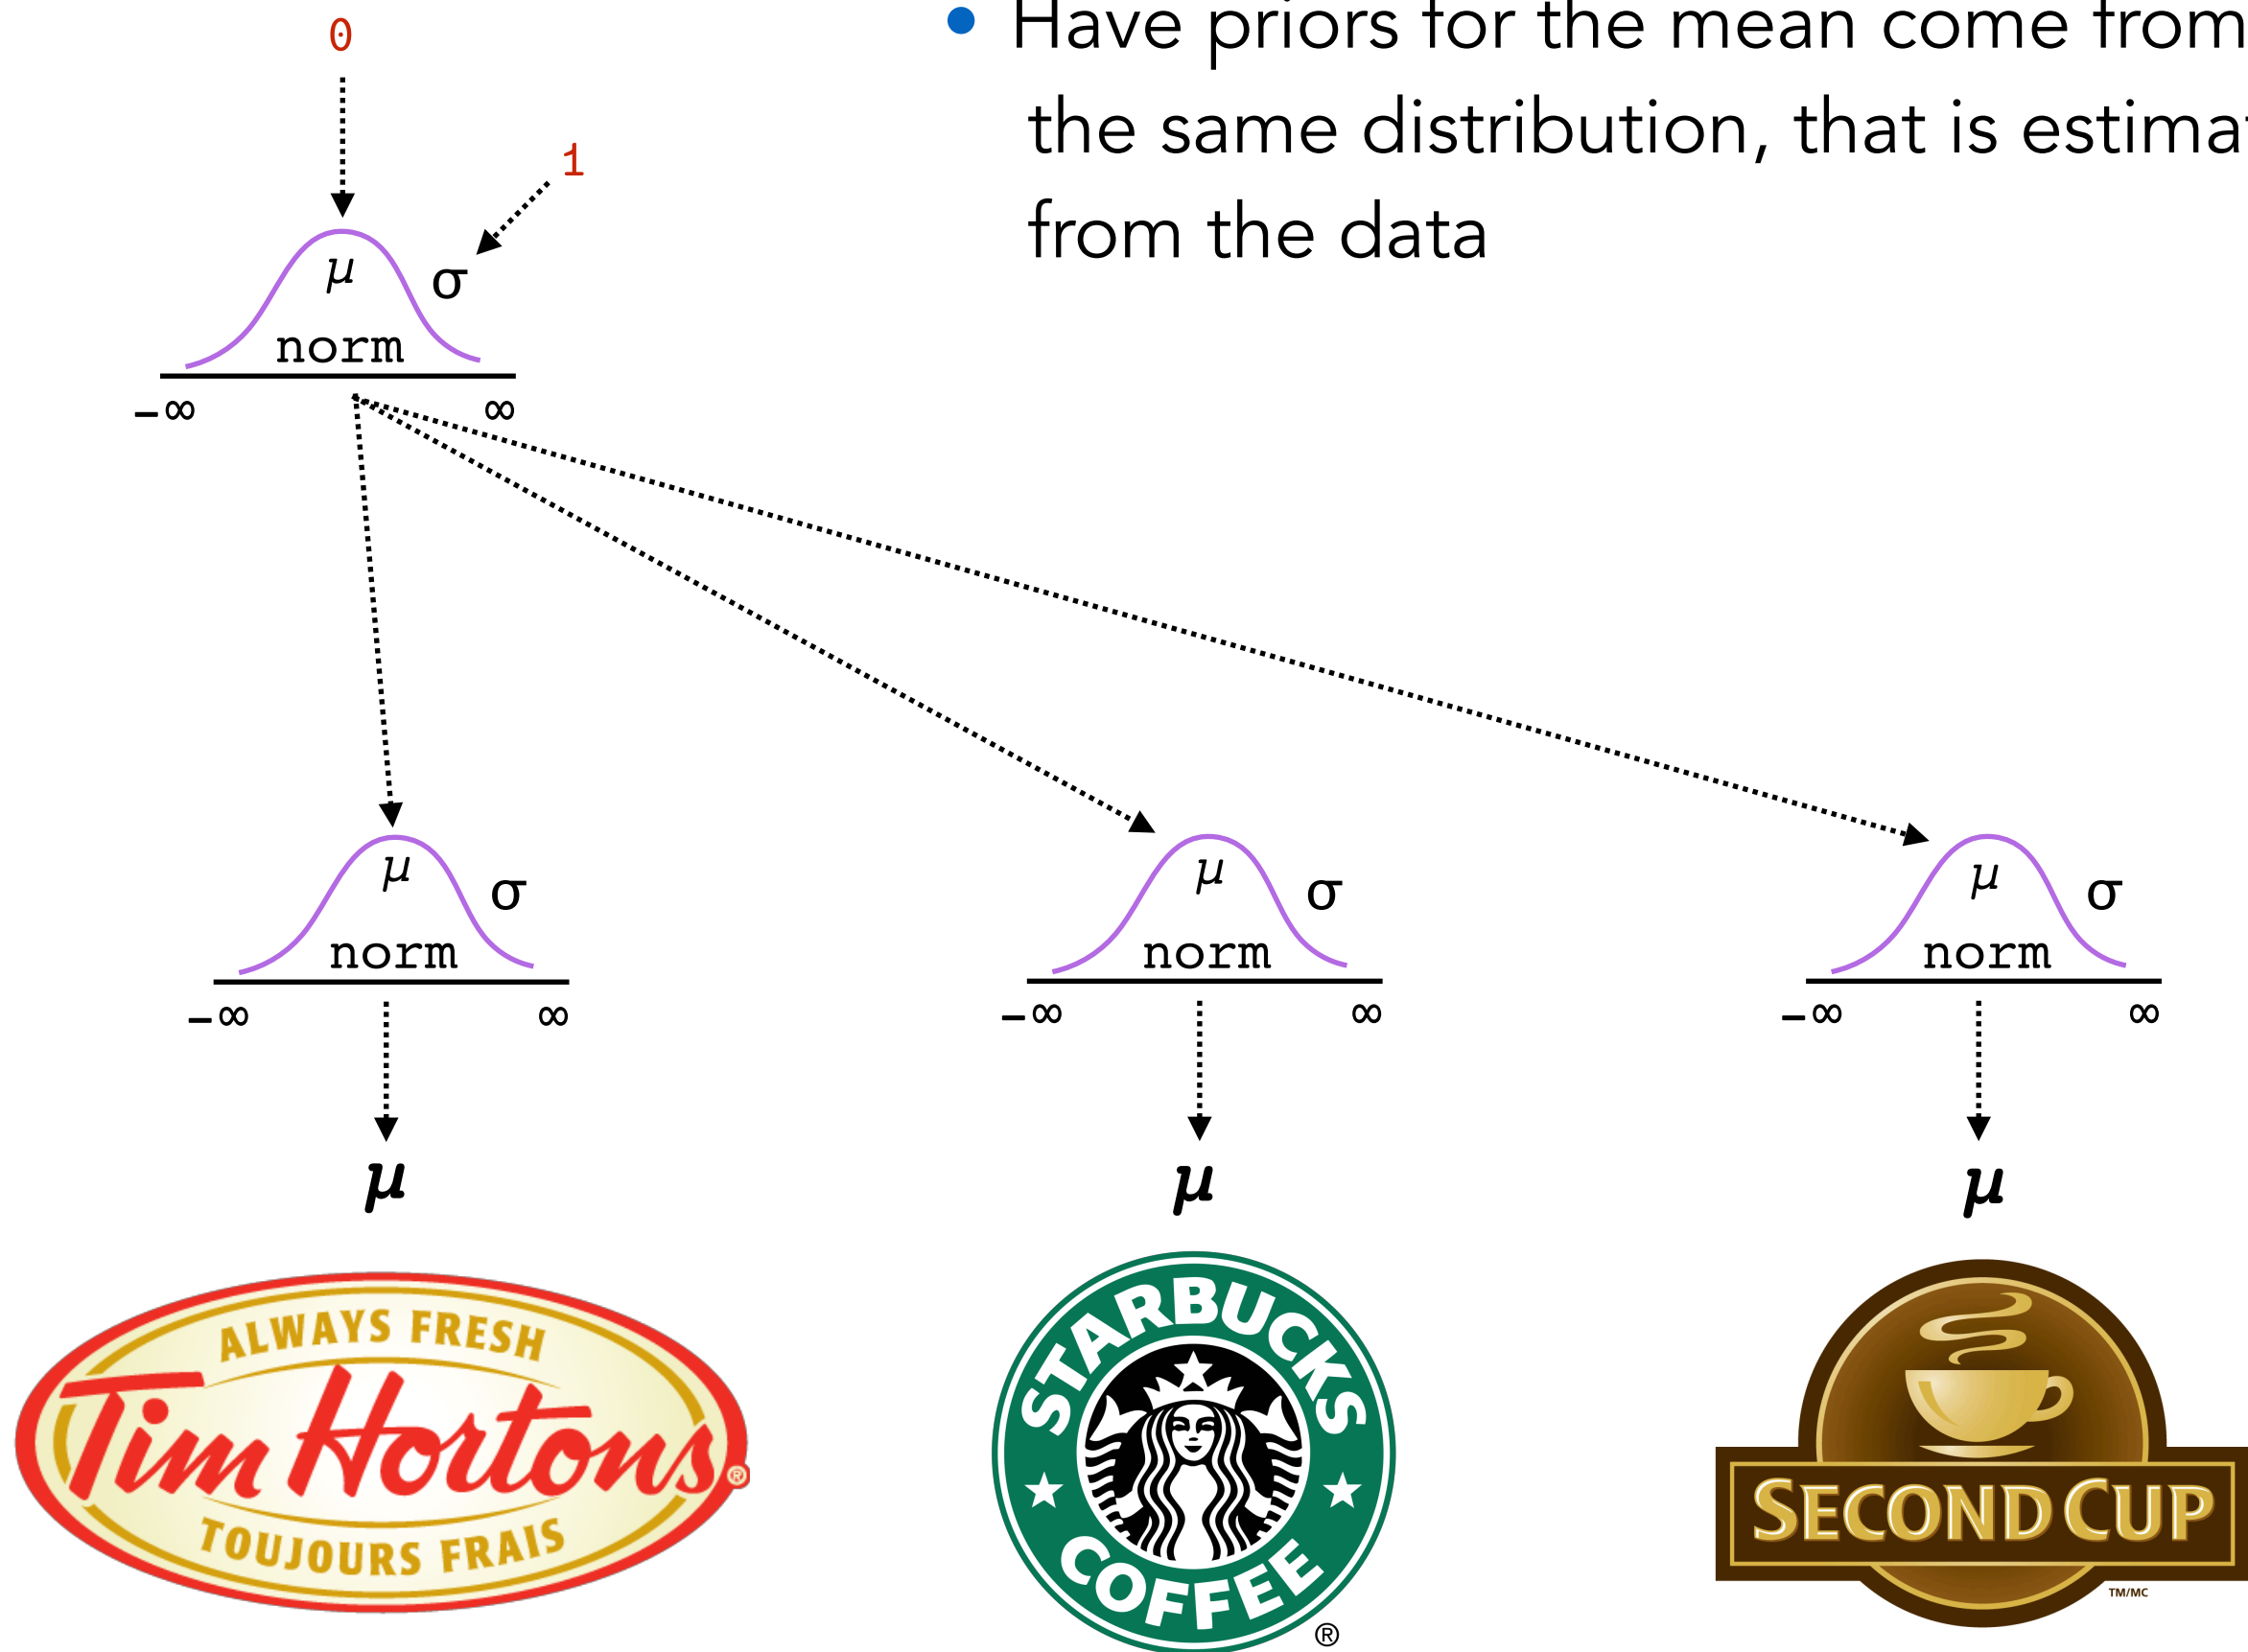 0
• Have priors for the mean come from
1
the same distribution, that is estimat
from the data
μ σ
norm
−∞ ∞
μ σ μ σ μ σ
norm norm norm
−∞ ∞ −∞ ∞ −∞ ∞
μ μ μ
ALWAYS FRESH
Tim Hortons®
TOUJOURS FRAIS
STARBUCKS
COFFEE
®
SECOND CUP
TM/MC